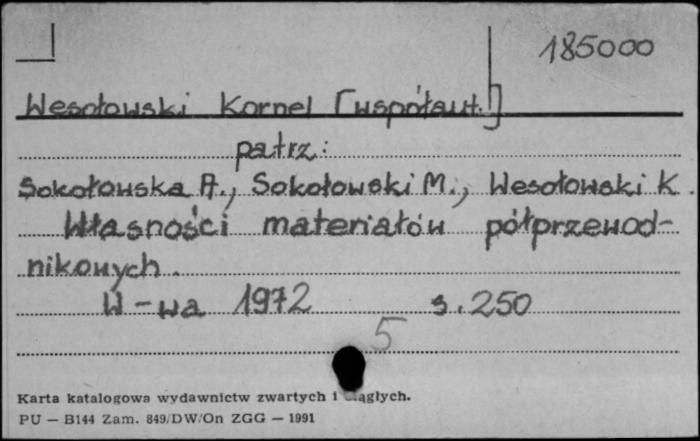 185000
Wesołowski Kornel [współaut.]
patrz:
Sokołowska A., Sokołowski M., Wesołowski K.
Własności materiałów półprzewod-
nikowych.
W-wa 1972 s. 250
5
Karta katalogowa wydawnictw zwartych i ciągłych.
PU — B144 Zam. 849/DW/On ZGG — 1991